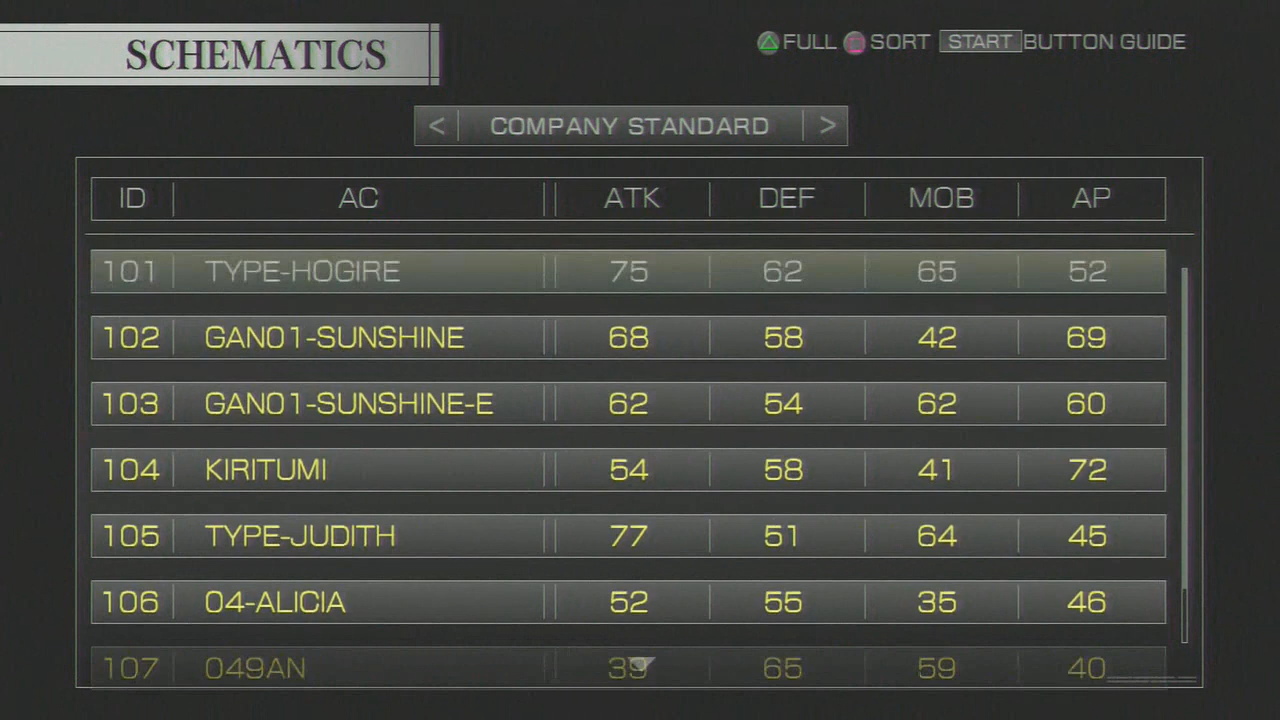 SCHEMATICS
FULL SORT START BUTTON GUIDE
< COMPANY STANDARD >
ID AC ATK DEF MOB AP
101 TYPE-HOGIRE 75 62 65 52
102 GAN01-SUNSHINE 68 58 42 69
103 GAN01-SUNSHINE-E 62 54 62 60
104 KIRITUMI 54 58 41 72
105 TYPE-JUDITH 77 51 64 45
106 04-ALICIA 52 55 35 46
107 049AN 39 65 59 40